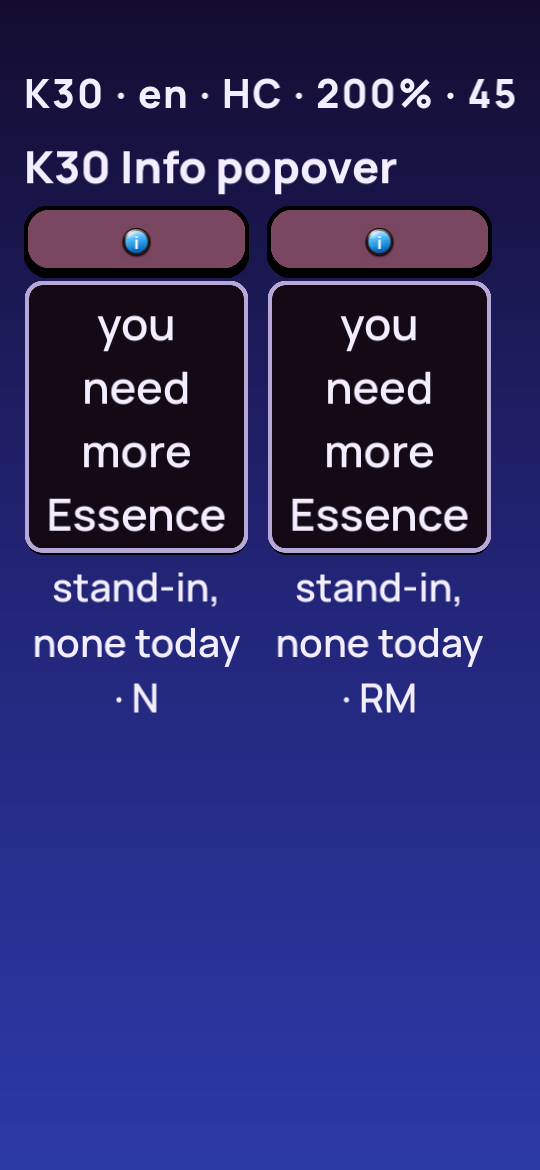 K30 · en · HC · 200% · 45
K30 Info popover
i
i
you
need
more
Essence
you
need
more
Essence
stand-in,
none today
· N
stand-in,
none today
· RM